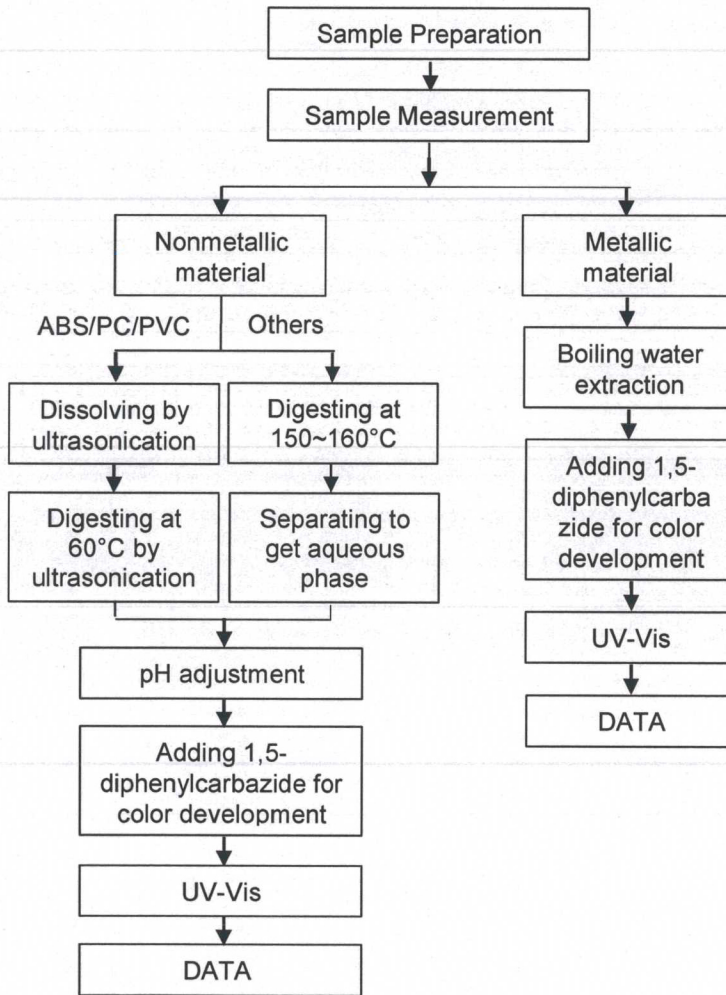 Sample Preparation
Sample Measurement
Nonmetallic
material
Metallic
material
ABS/PC/PVC
Others
Boiling water
extraction
Dissolving by
ultrasonication
Digesting at
150~160°C
Adding 1,5-
diphenylcarba
zide for color
development
Digesting at
60°C by
ultrasonication
Separating to
get aqueous
phase
UV-Vis
DATA
pH adjustment
Adding 1,5-
diphenylcarbazide for
color development
UV-Vis
DATA